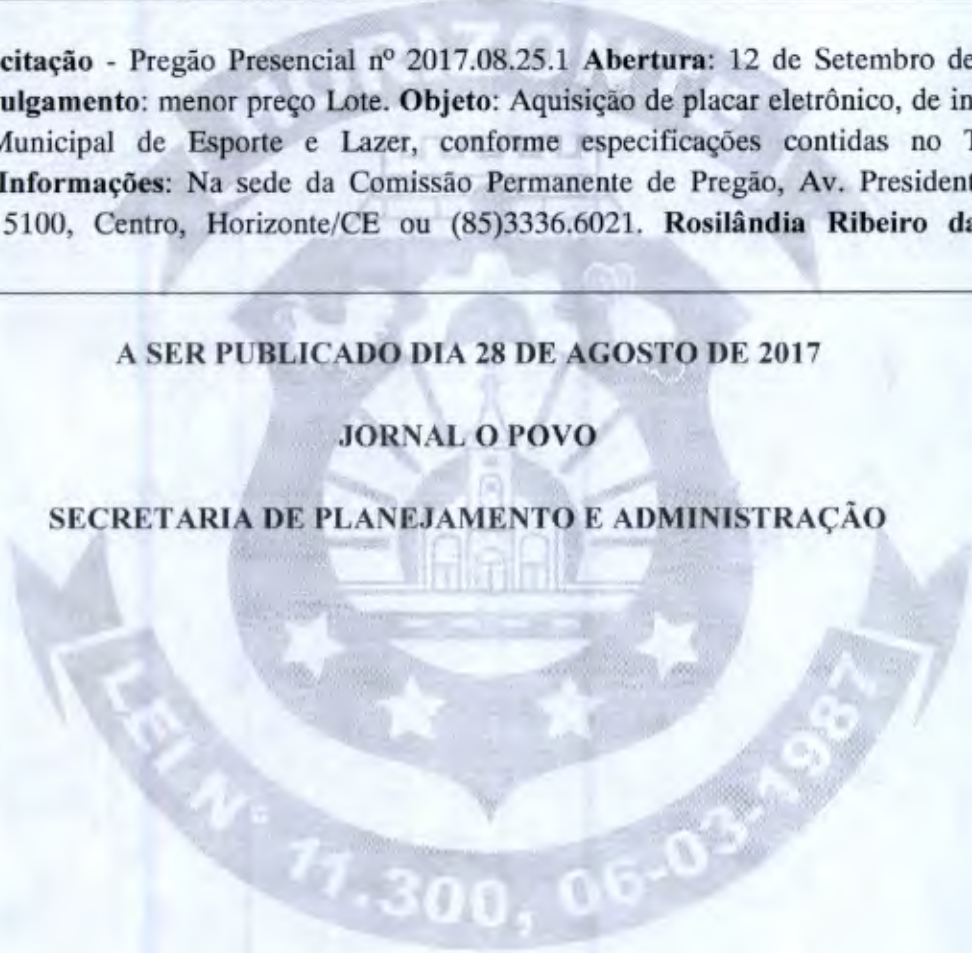 citação - Pregão Presencial nº 2017.08.25.1 Abertura: 12 de Setembro de
ulgamento: menor preço Lote. Objeto: Aquisição de placar eletrônico, de in
Municipal de Esporte e Lazer, conforme especificações contidas no T
Informações: Na sede da Comissão Permanente de Pregão, Av. President
5100, Centro, Horizonte/CE ou (85)3336.6021. Rosilândia Ribeiro da
A SER PUBLICADO DIA 28 DE AGOSTO DE 2017
JORNAL O POVO
SECRETARIA DE PLANEJAMENTO E ADMINISTRAÇÃO
HORIZONTE
LEI Nº 11.300, 06-03-1987